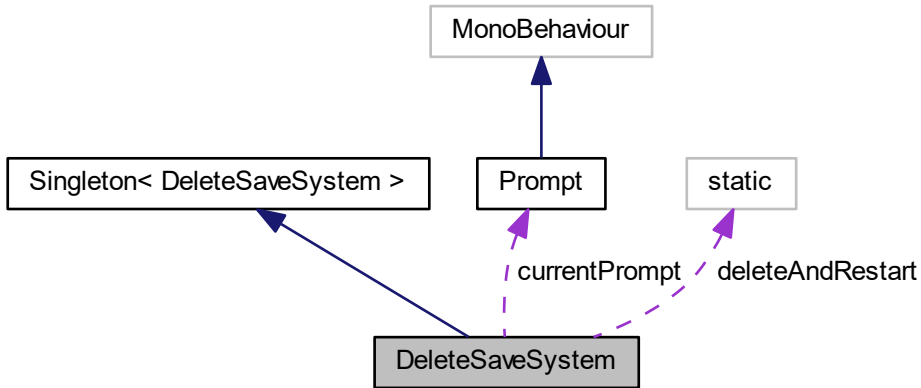 MonoBehaviour
Singleton< DeleteSaveSystem >
Prompt
static
currentPrompt
deleteAndRestart
DeleteSaveSystem